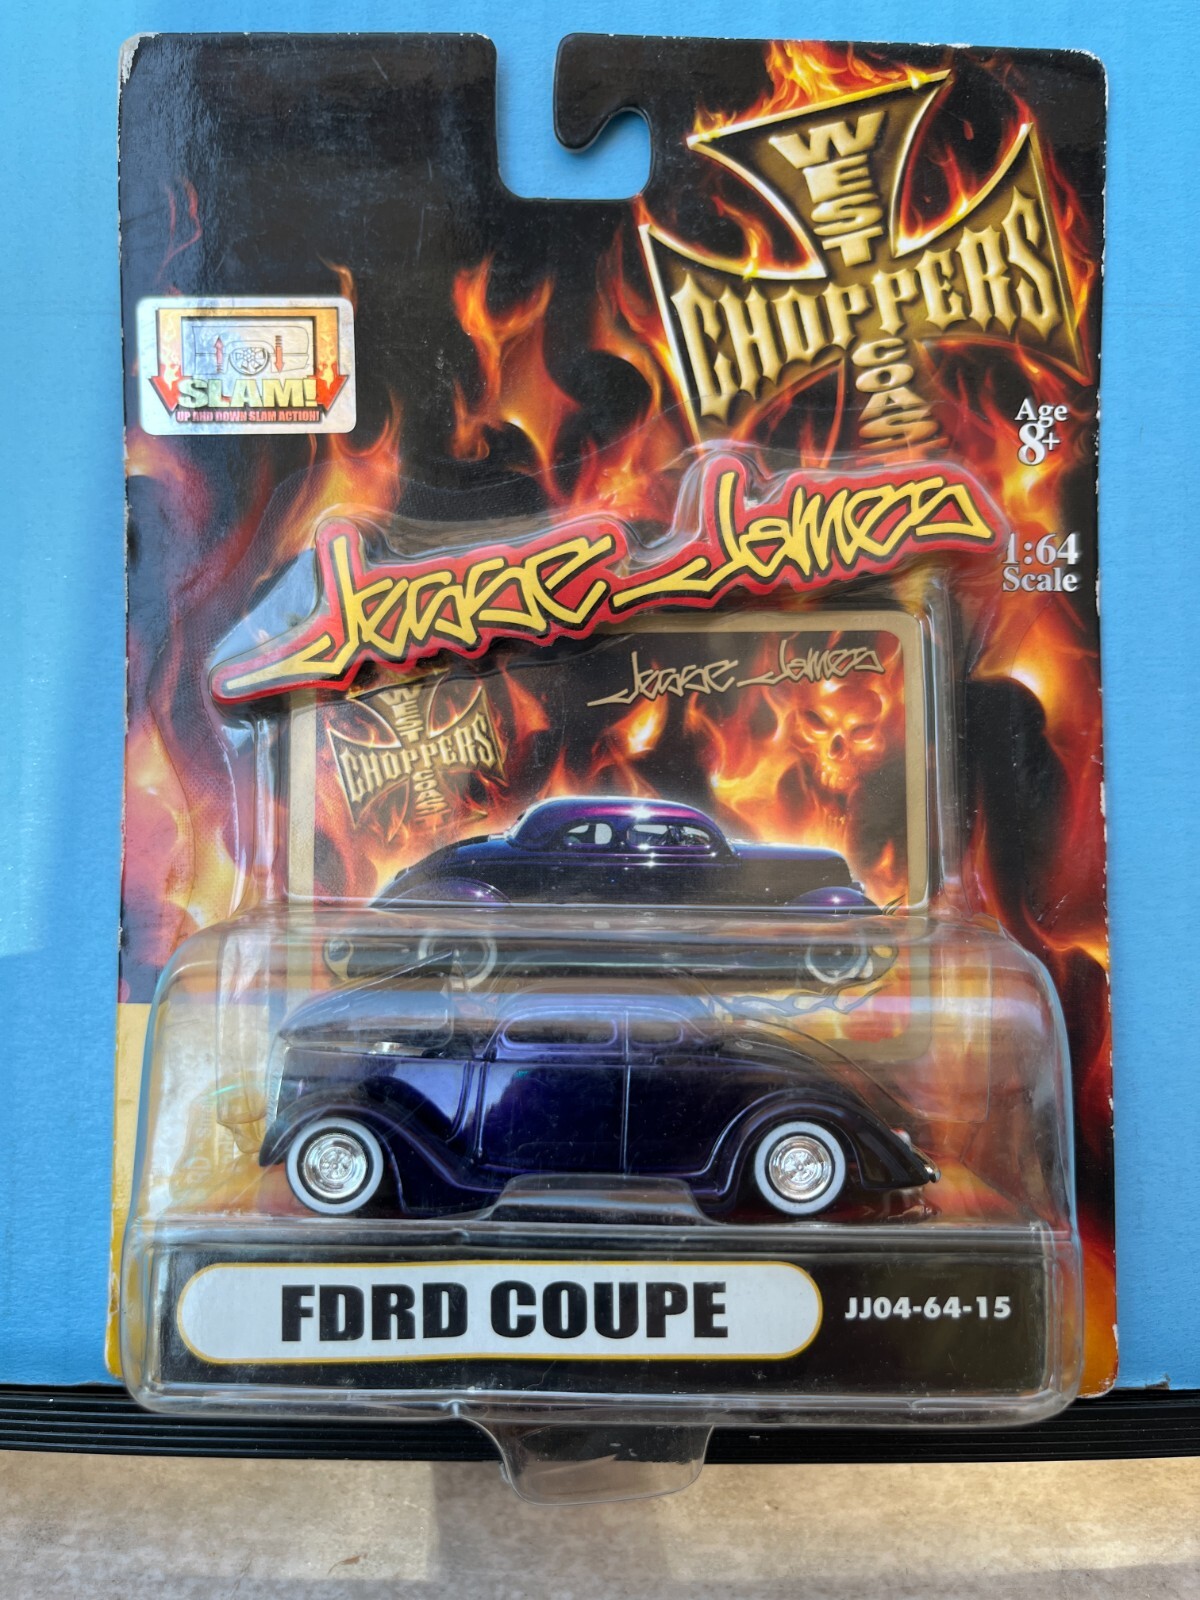 WEST
CHOPPERS
COAST
SLAM!
UP AND DOWN SLAM ACTION!
Age
8+
Jesse James
1:64
Scale
Jesse James
WEST
CHOPPERS
COAST
FDRD COUPE
JJ04-64-15